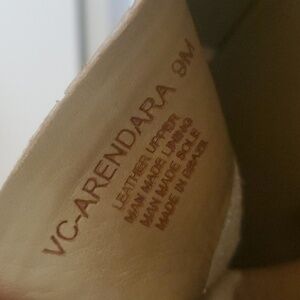 VC-ARENDARA 9M
LEATHER UPPER
MAN MADE LINING
MAN MADE SOLE
MADE IN BRAZIL